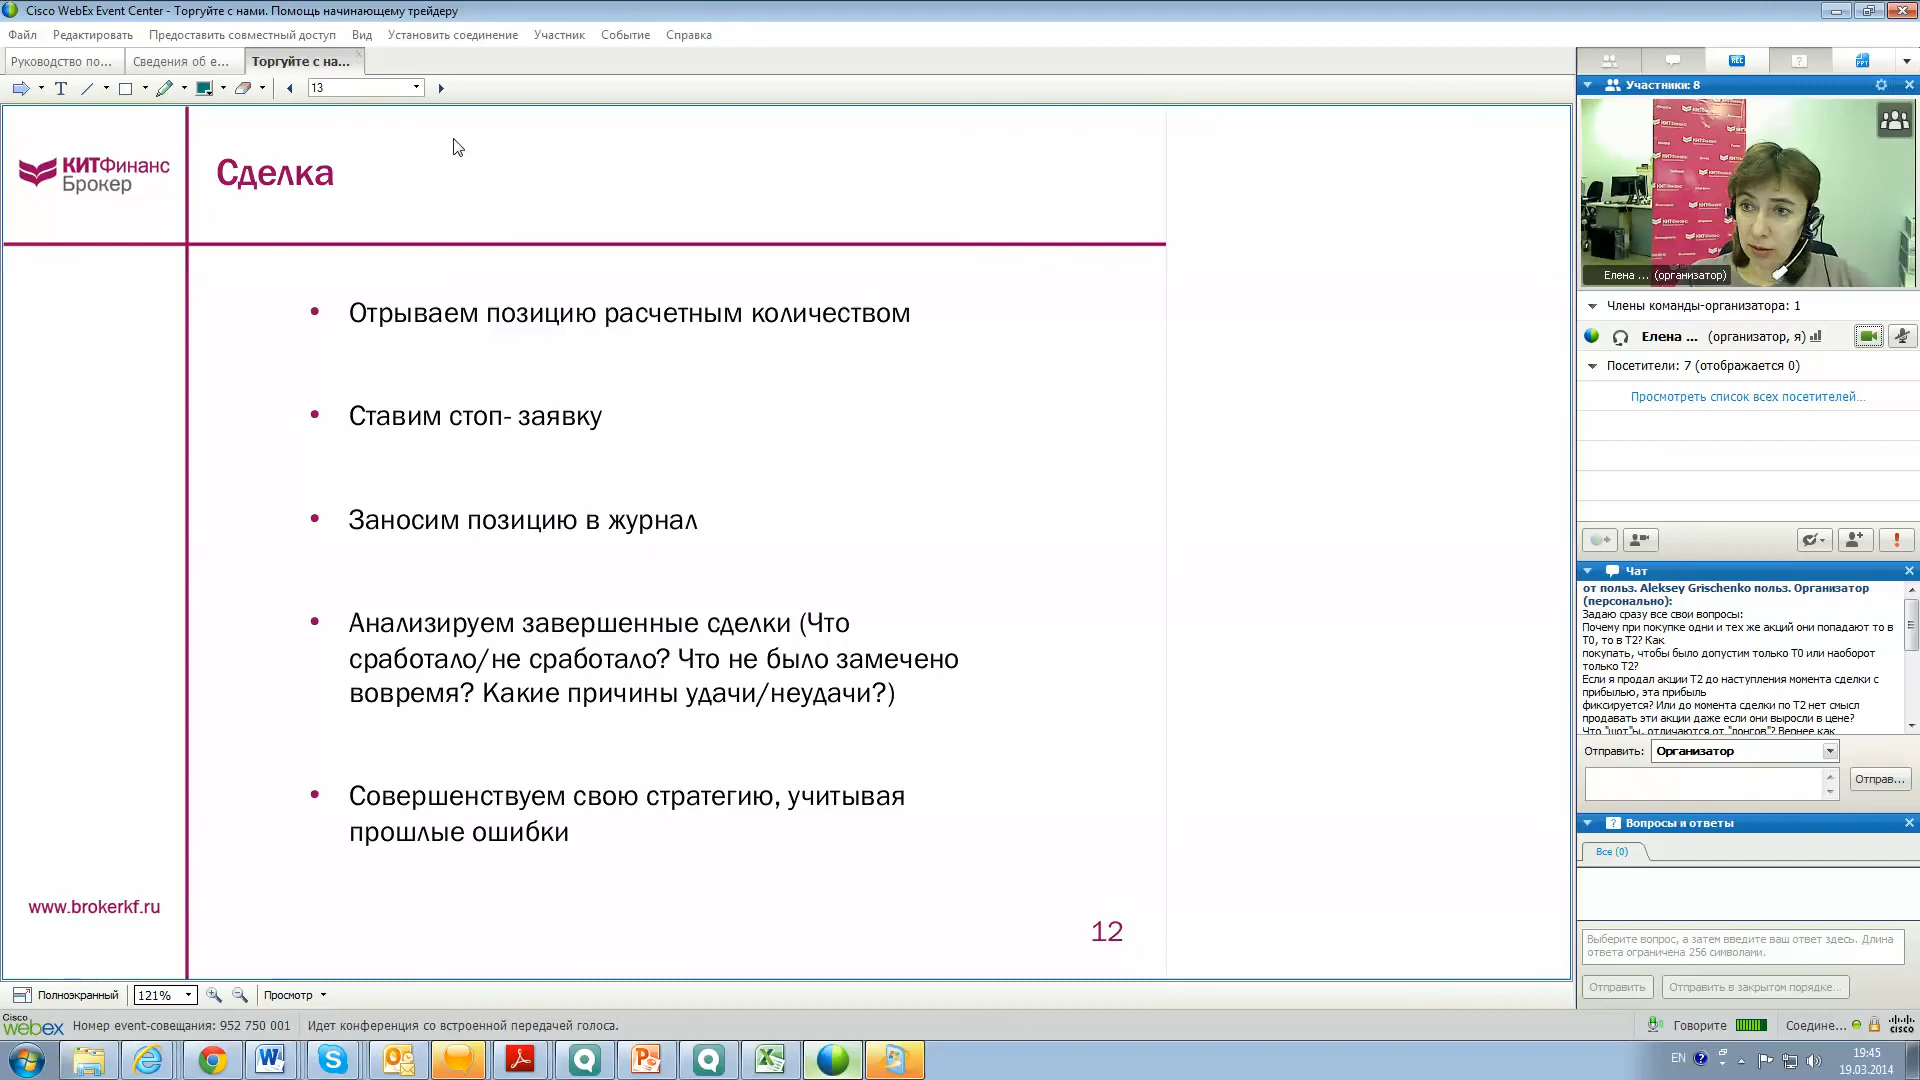 Cisco WebEx Event Center - Торгуйте с нами. Помощь начинающему трейдеру
Файл Редактировать Предоставить совместный доступ Вид Установить соединение Участник Событие Справка
Руководство по... Сведения об е... Торгуйте с на...
13
КИТФинанс
Брокер
Сделка
Отрываем позицию расчетным количеством
Ставим стоп- заявку
Заносим позицию в журнал
Анализируем завершенные сделки (Что
сработало/не сработало? Что не было замечено
вовремя? Какие причины удачи/неудачи?)
Совершенствуем свою стратегию, учитывая
прошлые ошибки
www.brokerkf.ru
12
REC
PPT
Участники: 8
Елена ... (организатор)
Члены команды-организатора: 1
Елена ... (организатор, я)
Посетители: 7 (отображается 0)
Просмотреть список всех посетителей...
Чат
от польз. Aleksey Grischenko польз. Организатор
(персонально):
Задаю сразу все свои вопросы:
Почему при покупке одни и тех же акций они попадают то в
Т0, то в Т2? Как
покупать, чтобы было допустим только Т0 или наоборот
только Т2?
Если я продал акции Т2 до наступления момента сделки с
прибылью, эта прибыль
фиксируется? Или до момента сделки по Т2 нет смысл
продавать эти акции даже если они выросли в цене?
Что "шот"ы, отличаются от "лонгов"? Вернее как
Отправить: Организатор
Отправ...
Вопросы и ответы
Все (0)
Выберите вопрос, а затем введите ваш ответ здесь. Длина
ответа ограничена 256 символами.
Отправить Отправить в закрытом порядке...
Полноэкранный 121% Просмотр
Cisco
webex Номер event-совещания: 952 750 001 Идет конференция со встроенной передачей голоса. Говорите Соедине... cisco
EN 19:45
19.03.2014